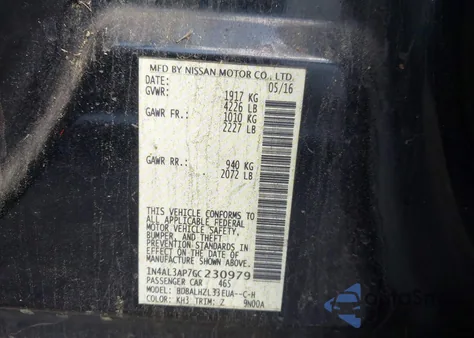 MFD BY NISSAN MOTOR CO., LTD.
DATE: 05/16
GVWR: 1917 KG
4226 LB
GAWR FR.: 1010 KG
2227 LB
GAWR RR.: 940 KG
2072 LB
THIS VEHICLE CONFORMS TO
ALL APPLICABLE FEDERAL
MOTOR VEHICLE SAFETY,
BUMPER, AND THEFT
PREVENTION STANDARDS IN
EFFECT ON THE DATE OF
MANUFACTURE SHOWN ABOVE.
1N4AL3AP7GC230979
PASSENGER CAR 465
MODEL: BDBALHZL33EUA--C-H
COLOR: KH3 TRIM: Z 9N00A